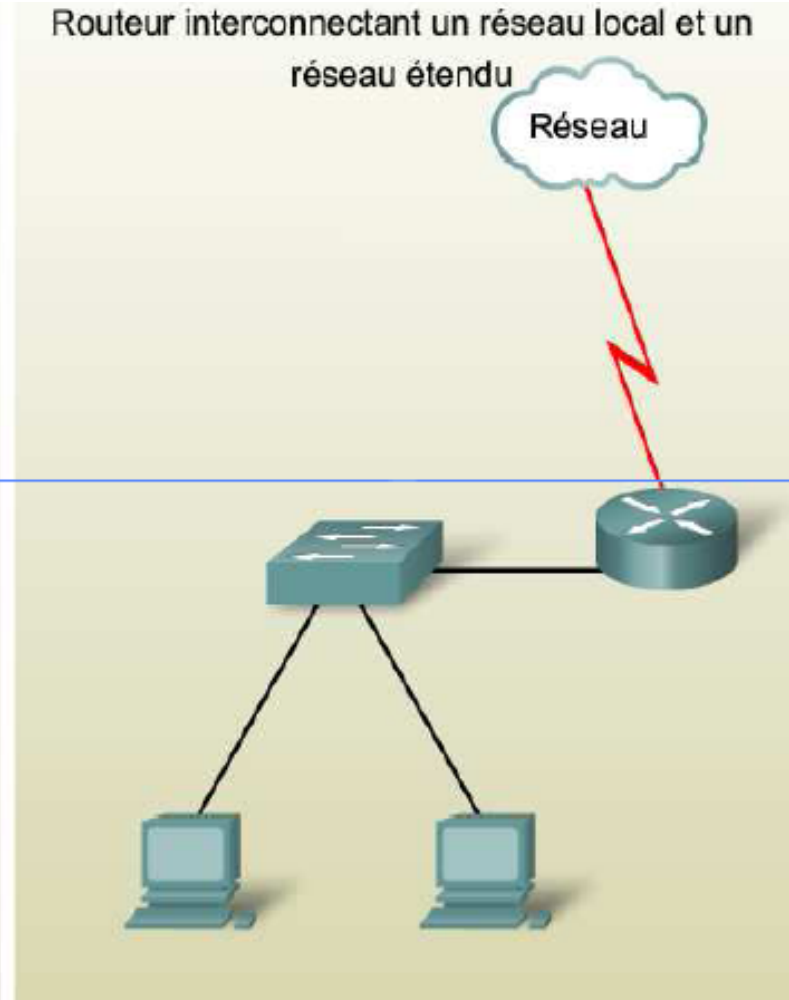 Routeur interconnectant un réseau local et un
réseau étendu
Réseau